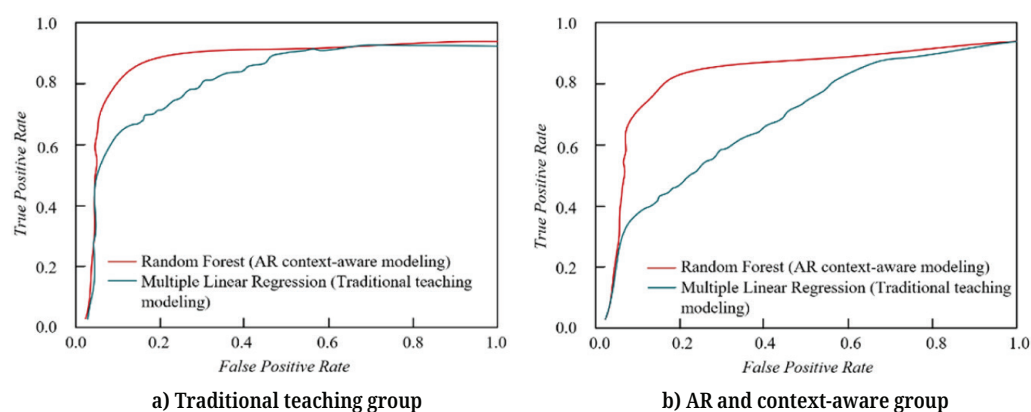 1.0
0.8
0.6
0.4
0.2
0.0
True Positive Rate
Random Forest (AR context-aware modeling)
Multiple Linear Regression (Traditional teaching
modeling)
0.0 0.2 0.4 0.6 0.8 1.0
False Positive Rate
a) Traditional teaching group
1.0
0.8
0.6
0.4
0.2
0.0
True Positive Rate
Random Forest (AR context-aware modeling)
Multiple Linear Regression (Traditional teaching
modeling)
0.0 0.2 0.4 0.6 0.8 1.0
False Positive Rate
b) AR and context-aware group